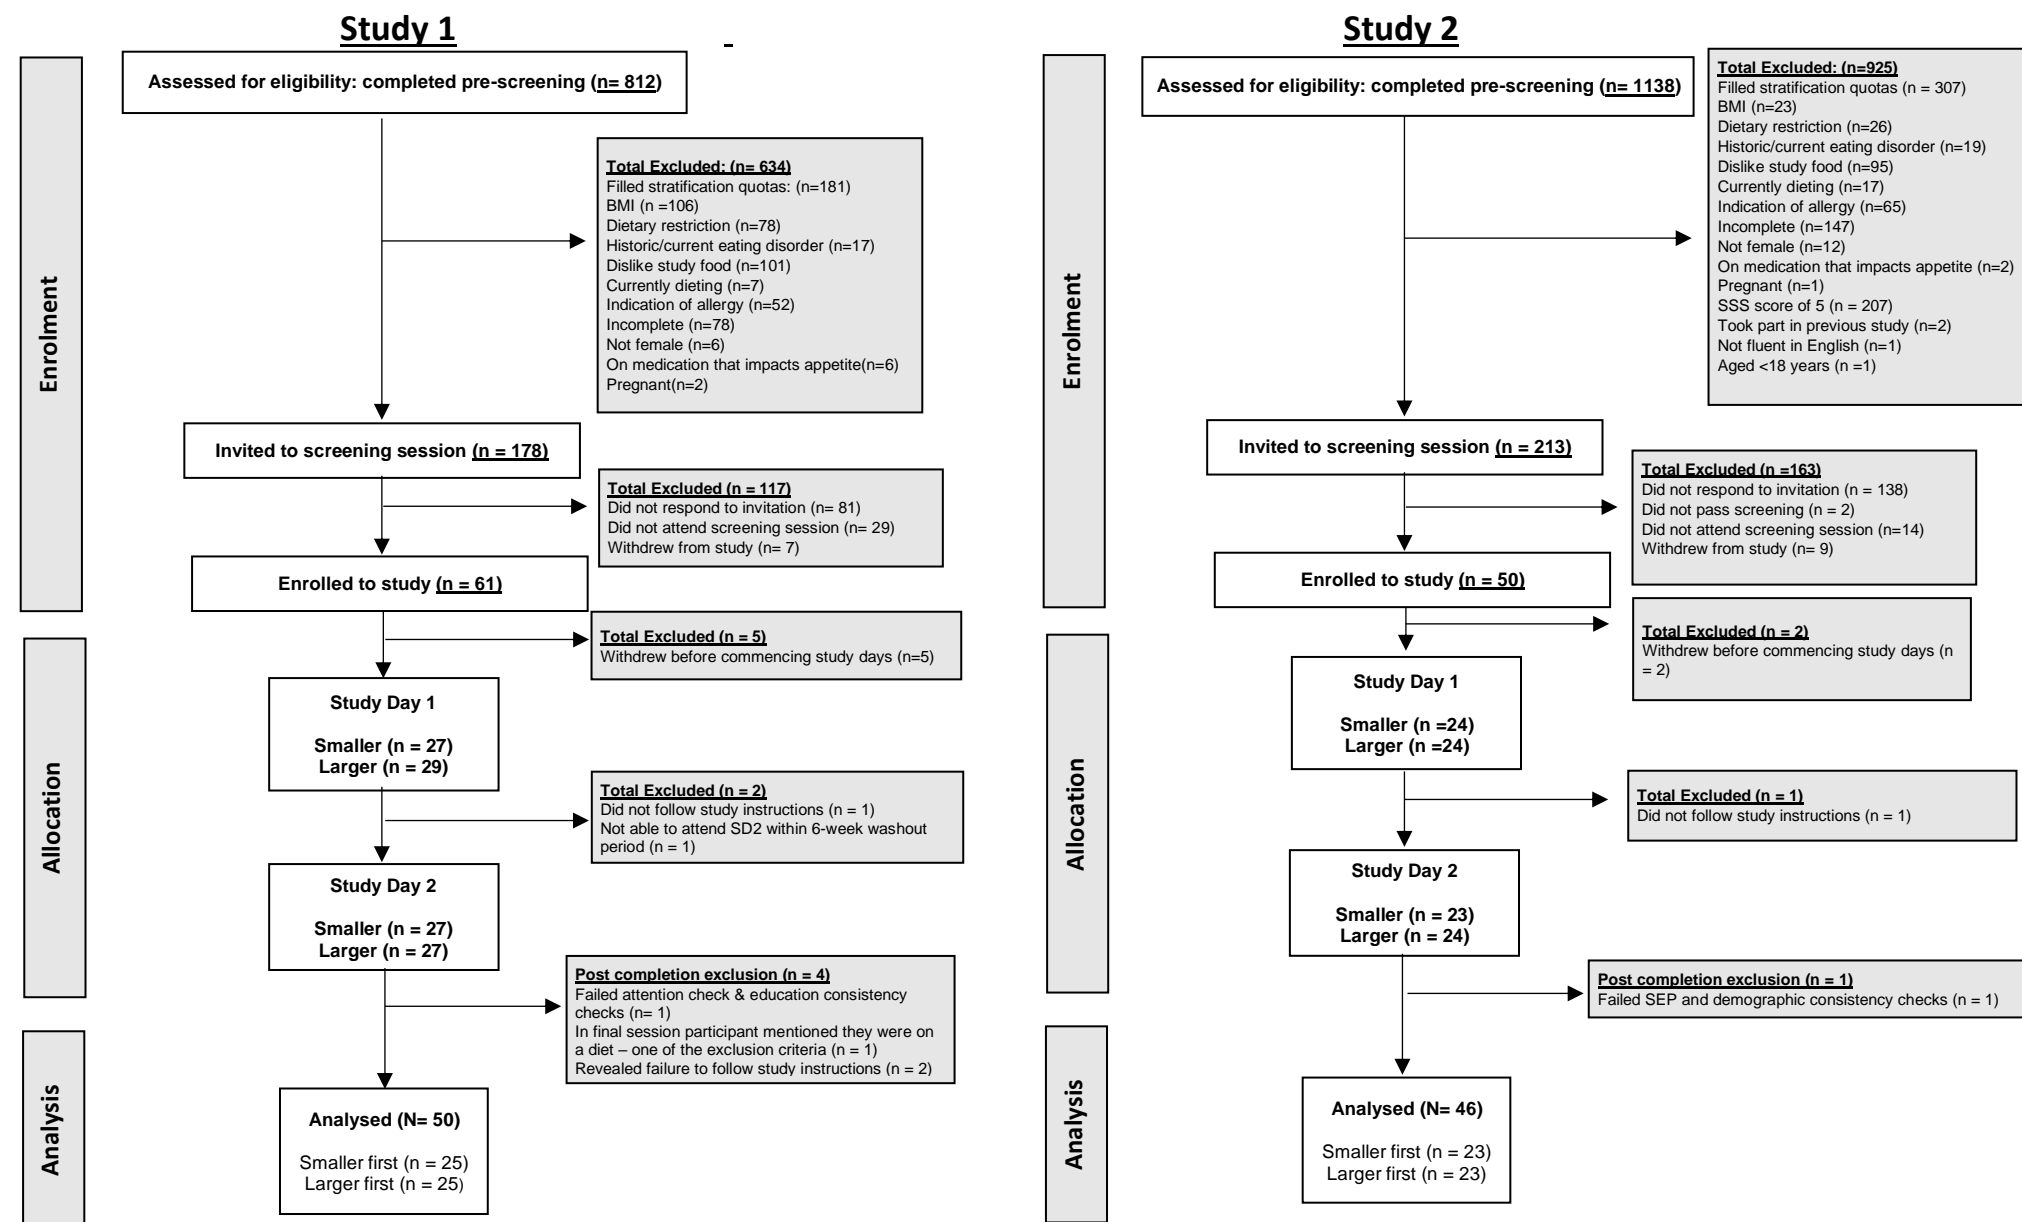 Study 1
Enrolment
Assessed for eligibility: completed pre-screening (n= 812)
Total Excluded: (n= 634)
Filled stratification quotas: (n=181)
BMI (n =106)
Dietary restriction (n=78)
Historic/current eating disorder (n=17)
Dislike study food (n=101)
Currently dieting (n=7)
Indication of allergy (n=52)
Incomplete (n=78)
Not female (n=6)
On medication that impacts appetite(n=6)
Pregnant(n=2)
Invited to screening session (n = 178)
Total Excluded (n = 117)
Did not respond to invitation (n= 81)
Did not attend screening session (n= 29)
Withdrew from study (n= 7)
Enrolled to study (n = 61)
Allocation
Total Excluded (n = 5)
Withdrew before commencing study days (n=5)
Study Day 1
Smaller (n = 27)
Larger (n = 29)
Total Excluded (n = 2)
Did not follow study instructions (n = 1)
Not able to attend SD2 within 6-week washout
period (n = 1)
Study Day 2
Smaller (n = 27)
Larger (n = 27)
Post completion exclusion (n = 4)
Failed attention check & education consistency
checks (n= 1)
In final session participant mentioned they were on
a diet – one of the exclusion criteria (n = 1)
Revealed failure to follow study instructions (n = 2)
Analysis
Analysed (N= 50)
Smaller first (n = 25)
Larger first (n = 25)
Study 2
Enrolment
Assessed for eligibility: completed pre-screening (n= 1138)
Total Excluded: (n=925)
Filled stratification quotas (n = 307)
BMI (n=23)
Dietary restriction (n=26)
Historic/current eating disorder (n=19)
Dislike study food (n=95)
Currently dieting (n=17)
Indication of allergy (n=65)
Incomplete (n=147)
Not female (n=12)
On medication that impacts appetite (n=2)
Pregnant (n=1)
SSS score of 5 (n = 207)
Took part in previous study (n=2)
Not fluent in English (n=1)
Aged <18 years (n =1)
Invited to screening session (n = 213)
Total Excluded (n =163)
Did not respond to invitation (n = 138)
Did not pass screening (n = 2)
Did not attend screening session (n=14)
Withdrew from study (n= 9)
Enrolled to study (n = 50)
Allocation
Total Excluded (n = 2)
Withdrew before commencing study days (n
= 2)
Study Day 1
Smaller (n =24)
Larger (n =24)
Total Excluded (n = 1)
Did not follow study instructions (n = 1)
Study Day 2
Smaller (n = 23)
Larger (n = 24)
Post completion exclusion (n = 1)
Failed SEP and demographic consistency checks (n = 1)
Analysis
Analysed (N= 46)
Smaller first (n = 23)
Larger first (n = 23)